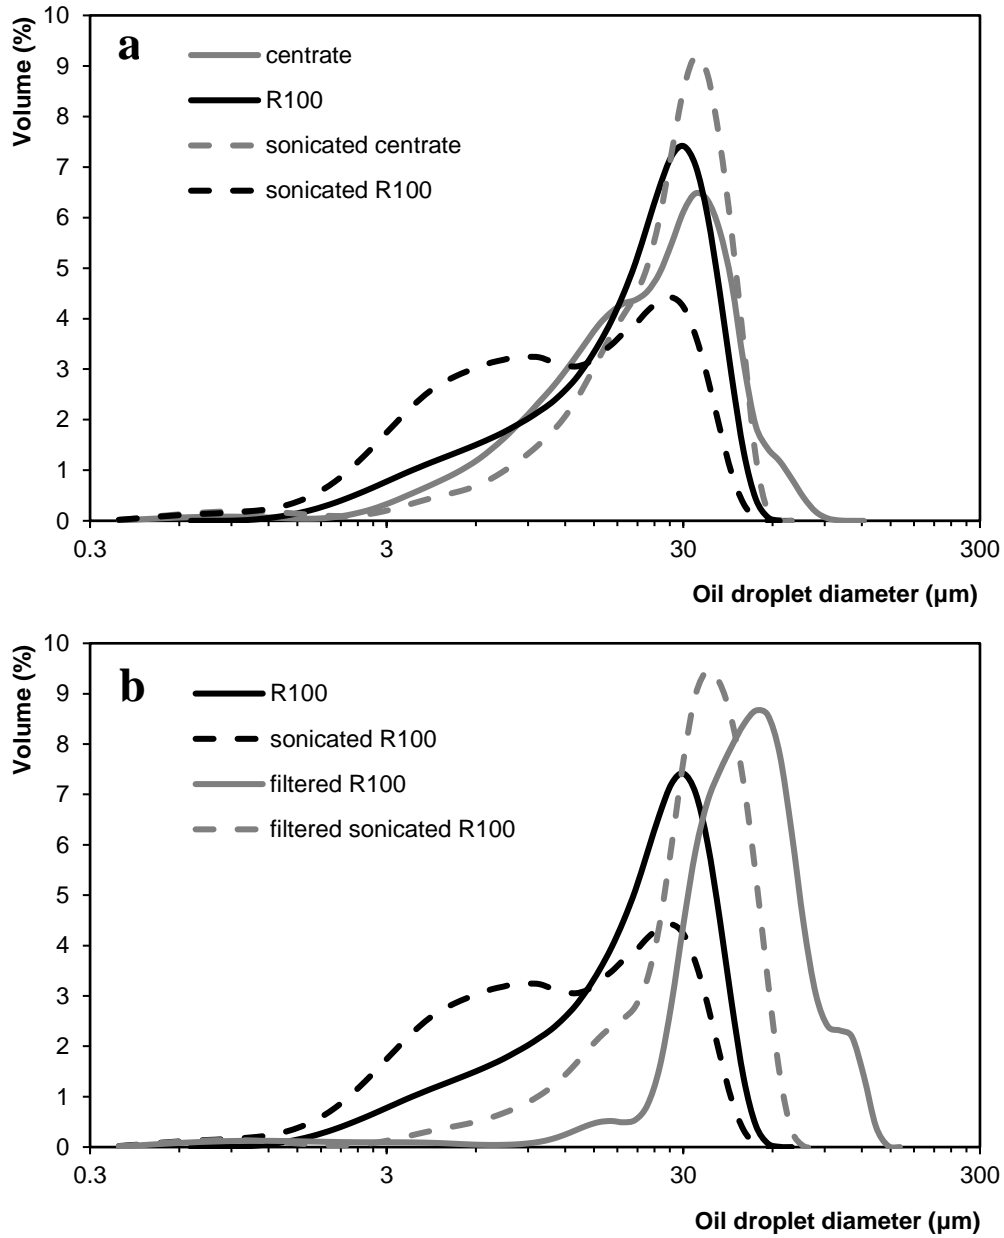 a
Volume (%)
10
9
8
7
6
5
4
3
2
1
0
centrate
R100
sonicated centrate
sonicated R100
0.3
3
30
300
Oil droplet diameter (µm)
b
Volume (%)
10
9
8
7
6
5
4
3
2
1
0
R100
sonicated R100
filtered R100
filtered sonicated R100
0.3
3
30
300
Oil droplet diameter (µm)